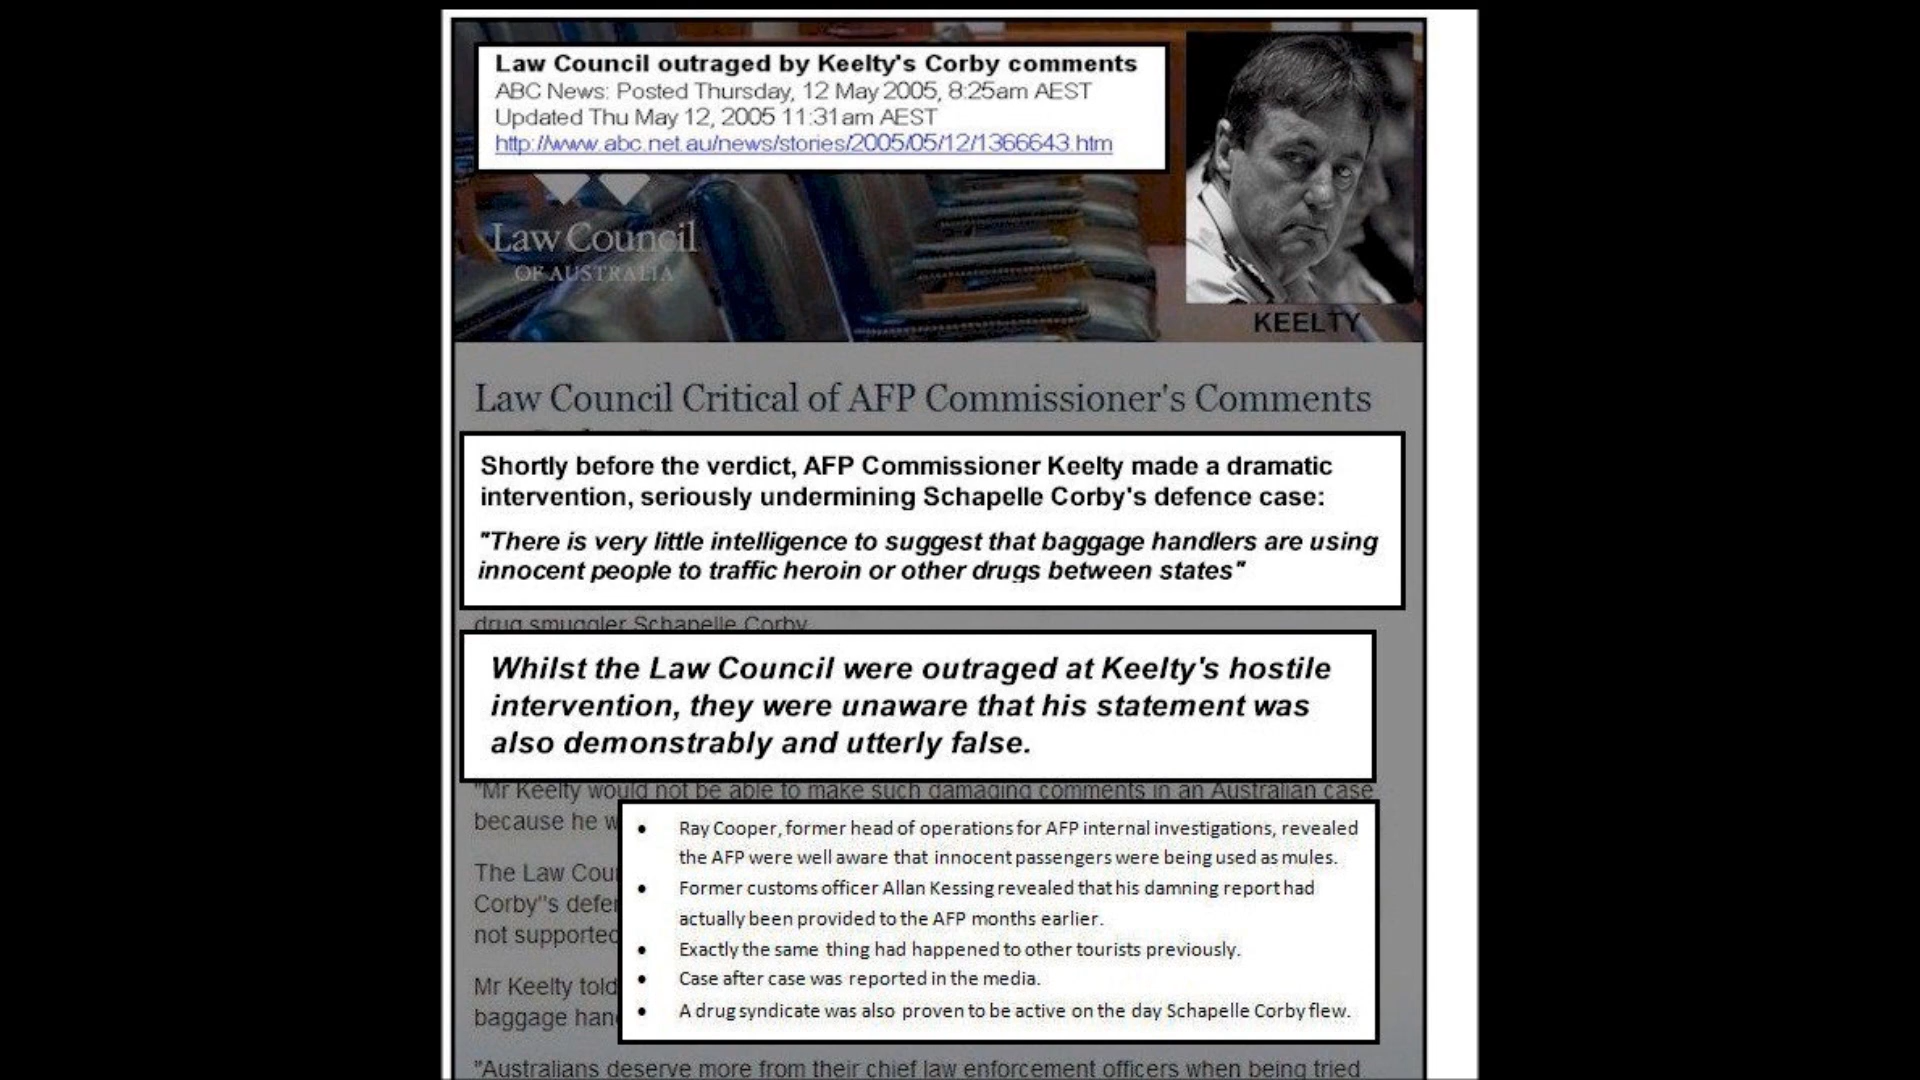 Law Council outraged by Keelty's Corby comments
ABC News: Posted Thursday, 12 May 2005, 8:25am AEST
Updated Thu May 12, 2005 11:31am AEST
http://www.abc.net.au/news/stories/2005/05/12/1366643.htm
Law Council
OF AUSTRALIA
KEELTY
Law Council Critical of AFP Commissioner's Comments
Shortly before the verdict, AFP Commissioner Keelty made a dramatic
intervention, seriously undermining Schapelle Corby's defence case:
"There is very little intelligence to suggest that baggage handlers are using
innocent people to traffic heroin or other drugs between states"
drug smuggler Schapelle Corby
Whilst the Law Council were outraged at Keelty's hostile
intervention, they were unaware that his statement was
also demonstrably and utterly false.
"Mr Keelty would not be able to make such damaging comments in an Australian case
because he
• Ray Cooper, former head of operations for AFP internal investigations, revealed
the AFP were well aware that innocent passengers were being used as mules.
• Former customs officer Allan Kessing revealed that his damning report had
actually been provided to the AFP months earlier.
• Exactly the same thing had happened to other tourists previously.
• Case after case was reported in the media.
• A drug syndicate was also proven to be active on the day Schapelle Corby flew.
The Law
Corby"s
not supported
Mr Keelty told
baggage
"Australians deserve more from their chief law enforcement officers when being tried